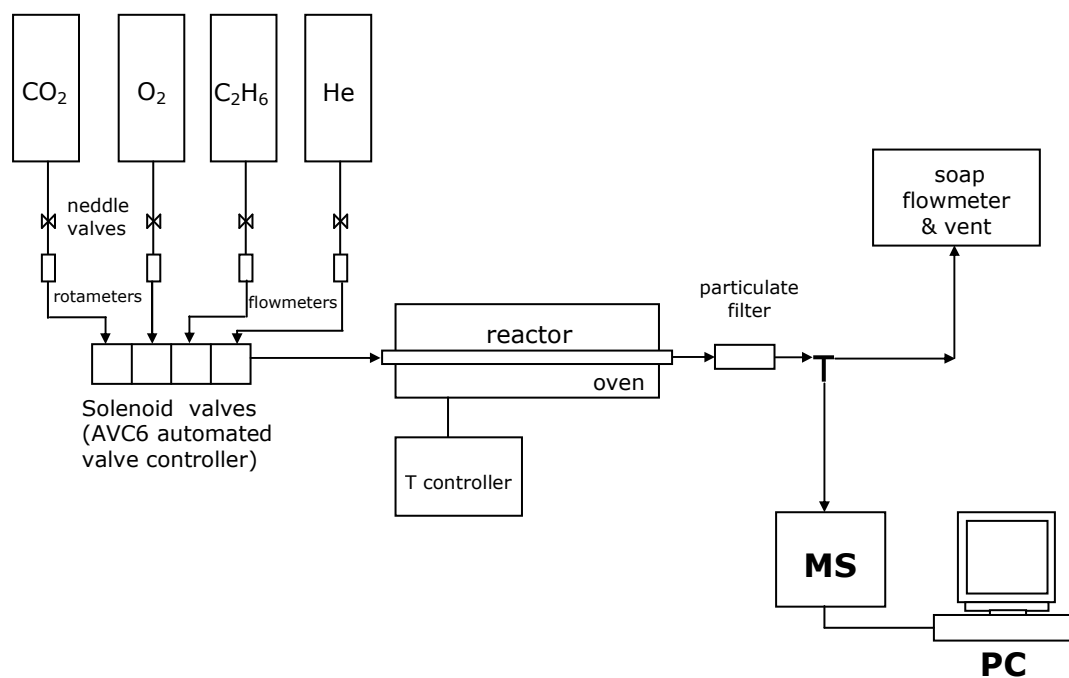 CO₂
O₂
C₂H₆
He
neddle
valves
rotameters
flowmeters
soap
flowmeter
& vent
particulate
filter
reactor
oven
Solenoid valves
(AVC6 automated
valve controller)
T controller
MS
PC